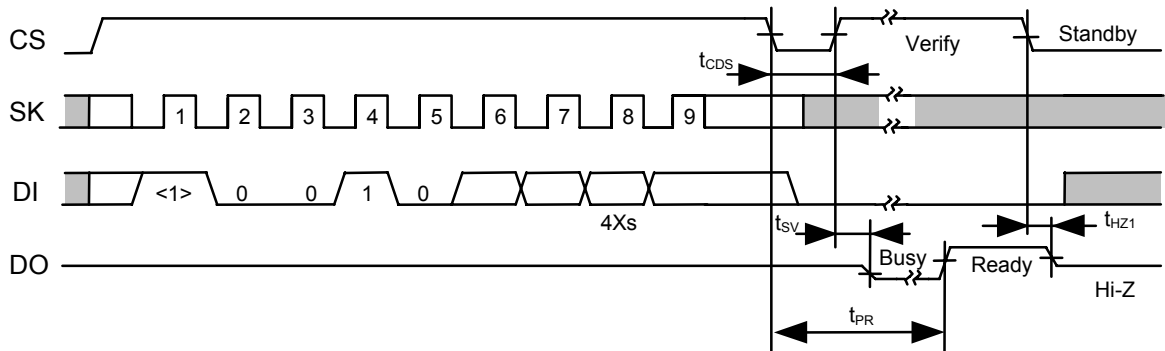 CS
Verify
Standby
tCDS
SK
1 2 3 4 5 6 7 8 9
DI
<1> 0 0 1 0
4Xs
tSV
tHZ1
DO
Busy
Ready
Hi-Z
tPR